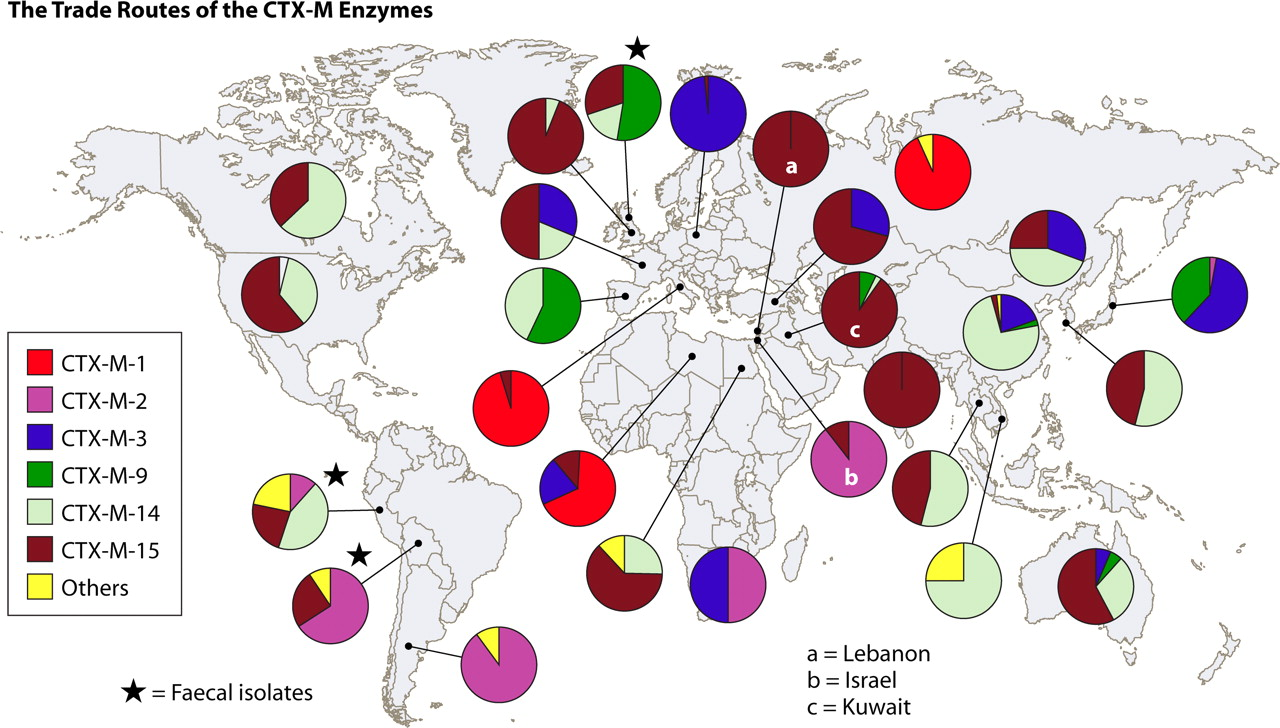 The Trade Routes of the CTX-M Enzymes
a
c
b
CTX-M-1
CTX-M-2
CTX-M-3
CTX-M-9
CTX-M-14
CTX-M-15
Others
★ = Faecal isolates
a = Lebanon
b = Israel
c = Kuwait